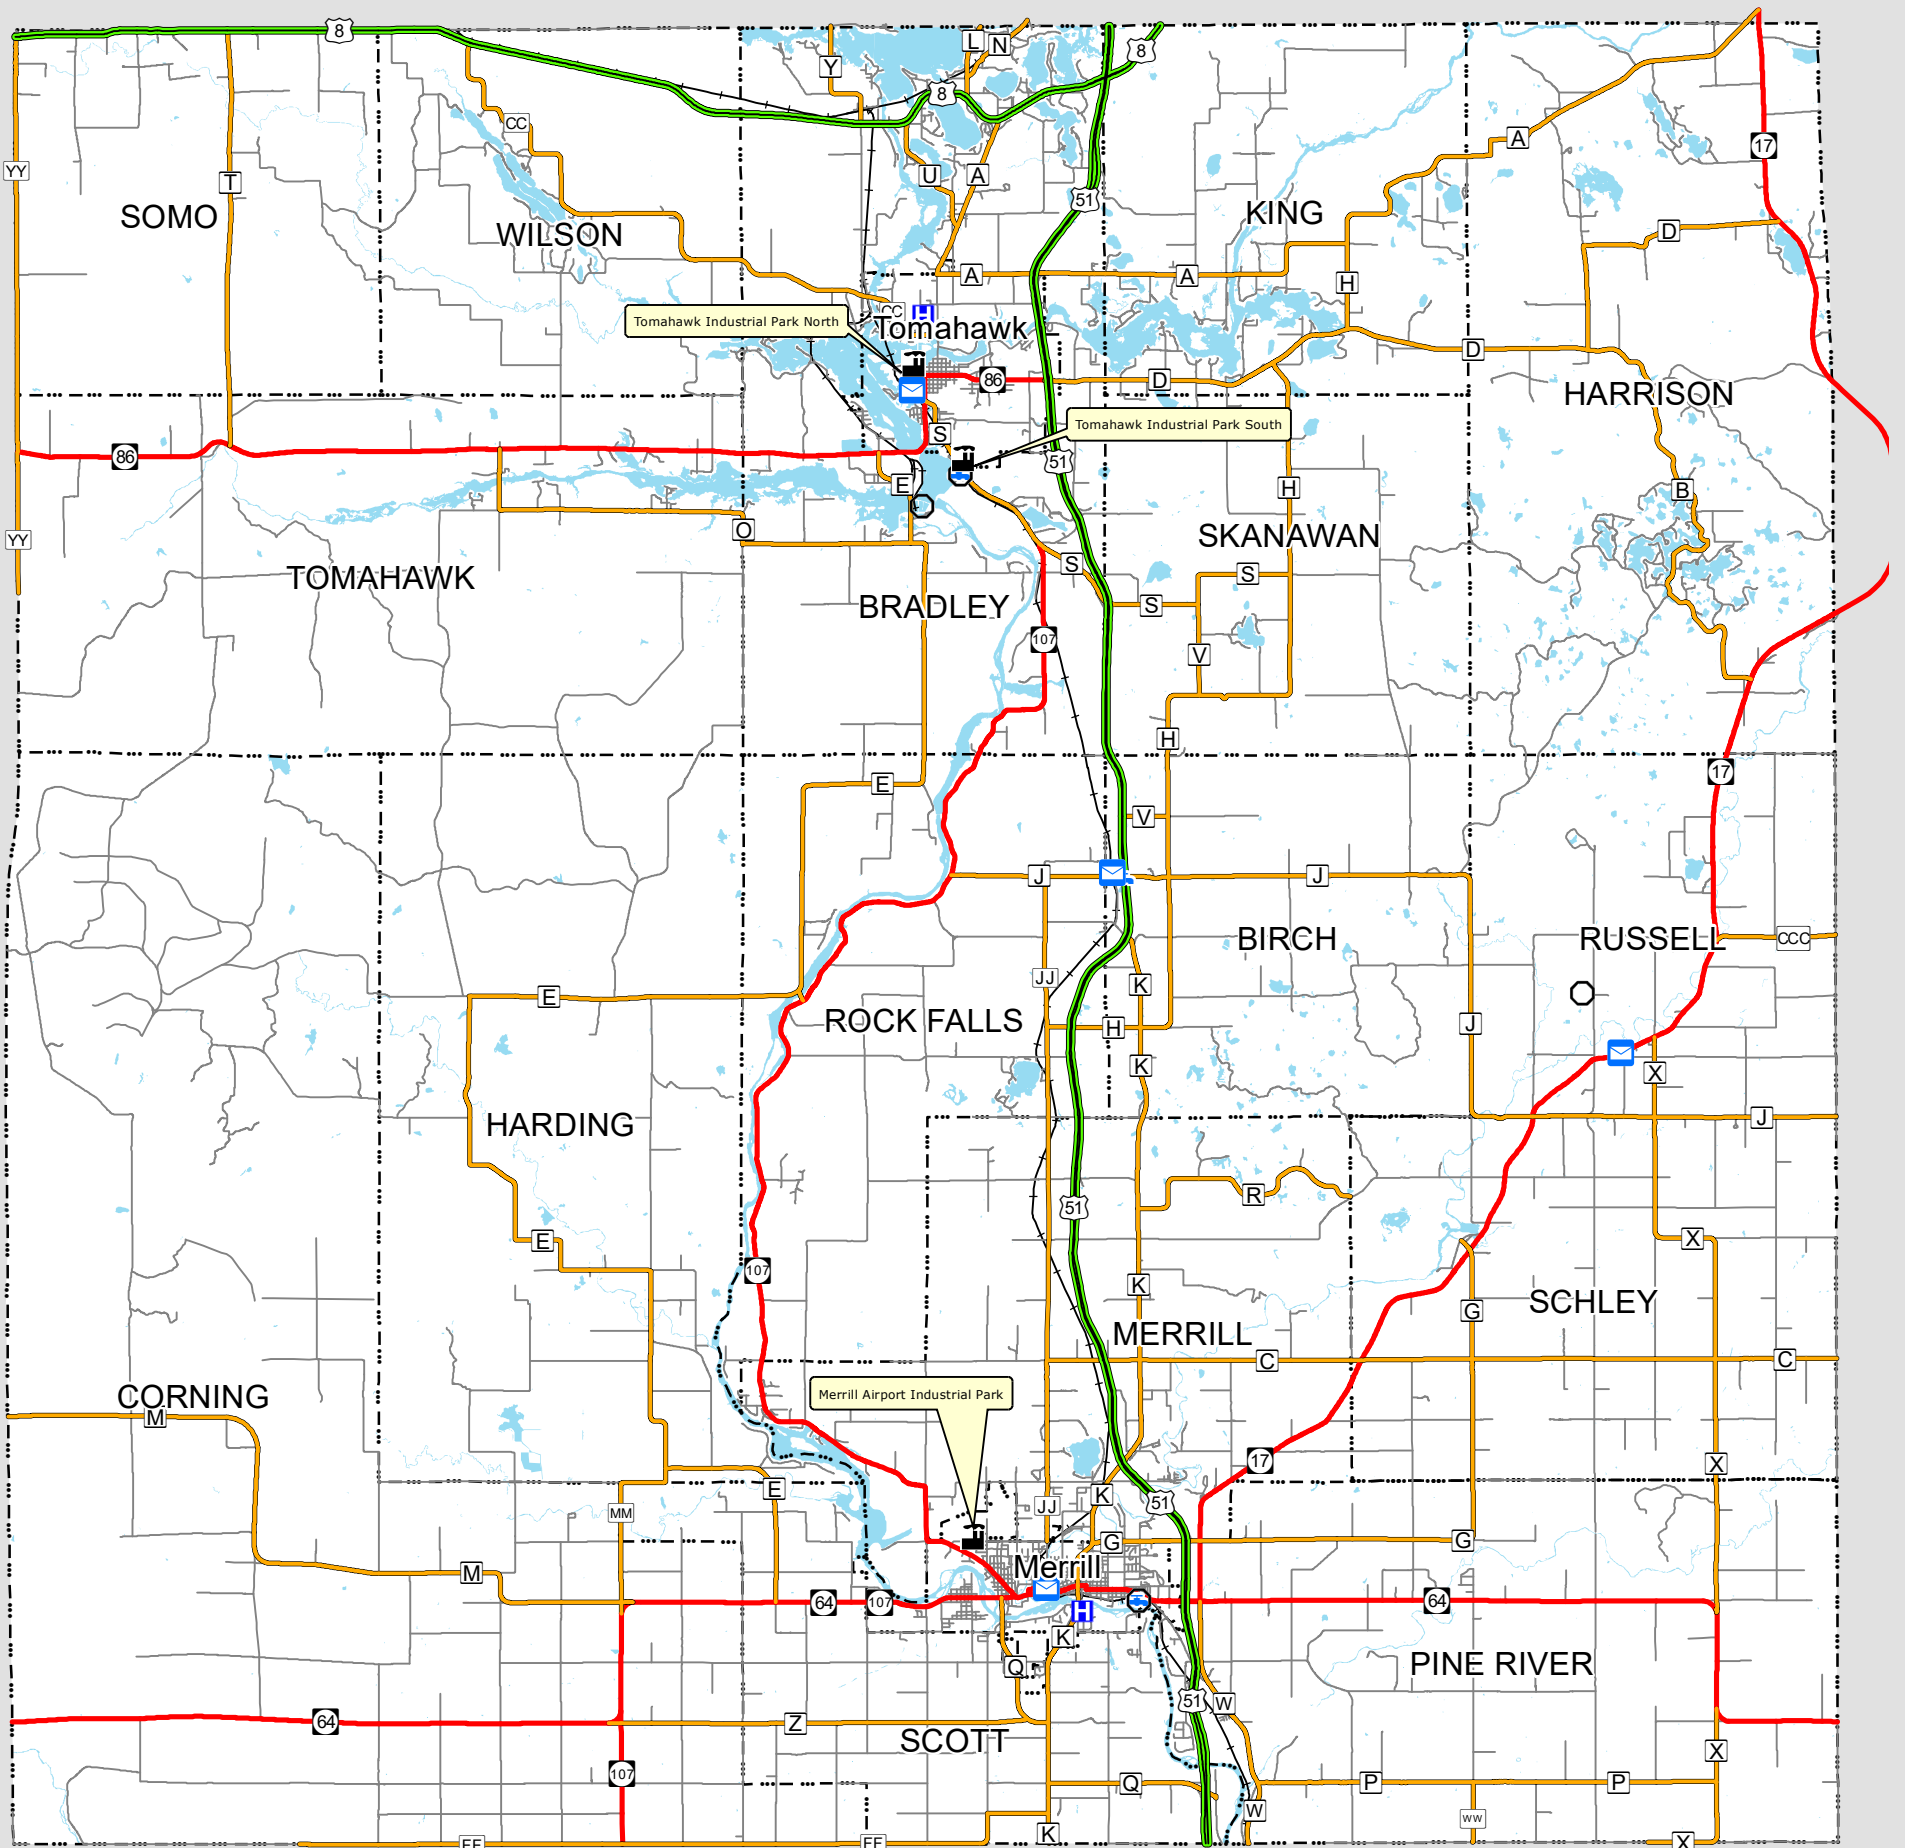 8
L
N
8
Y
8
CC
A
17
YY
T
U
A
51
SOMO
KING
WILSON
D
A
A
H
CC
H
Tomahawk Industrial Park North
Tomahawk
D
86
D
HARRISON
Tomahawk Industrial Park South
S
86
51
E
H
B
O
YY
SKANAWAN
S
TOMAHAWK
S
BRADLEY
S
107
V
H
17
E
V
J
J
BIRCH
RUSSELL
CCC
JJ
K
E
ROCK FALLS
H
J
K
X
HARDING
J
R
51
E
X
107
K
SCHLEY
G
MERRILL
C
C
CORNING
Merrill Airport Industrial Park
M
17
X
E
K
JJ
51
MM
G
G
Merrill
M
64
107
64
H
K
PINE RIVER
Q
51
W
64
Z
SCOTT
X
107
Q
P
P
W
WW
K
FF
FF
X